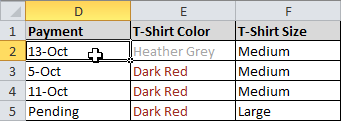 D E F
1 Payment T-Shirt Color T-Shirt Size
2 13-Oct Heather Grey Medium
3 5-Oct Dark Red Medium
4 11-Oct Dark Red Medium
5 Pending Dark Red Large